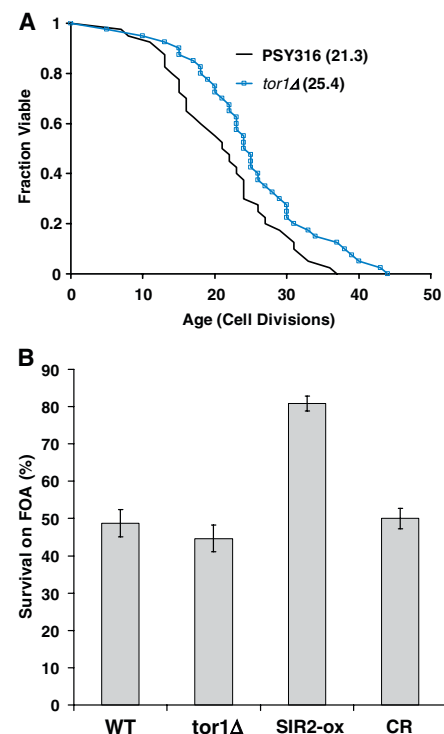 A
1
0.8
0.6
0.4
0.2
0
Fraction Viable
PSY316 (21.3)
tor1Δ (25.4)
0 10 20 30 40 50
Age (Cell Divisions)
B
90
80
70
60
50
40
30
20
10
0
Survival on FOA (%)
WT tor1Δ SIR2-ox CR